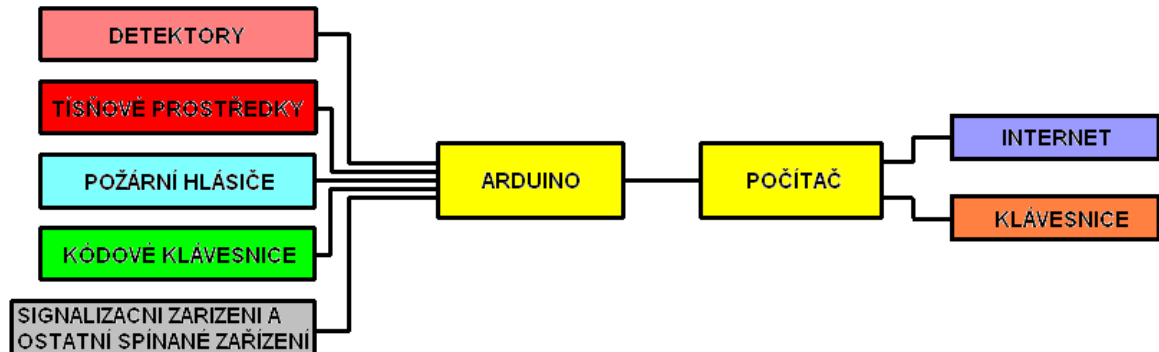 DETEKTORY
TÍSŇOVÉ PROSTŘEDKY
POŽÁRNÍ HLÁSIČE
KÓDOVÉ KLÁVESNICE
SIGNALIZACNI ZARIZENI A
OSTATNÍ SPÍNANÉ ZAŘÍZENÍ
ARDUINO
POČÍTAČ
INTERNET
KLÁVESNICE